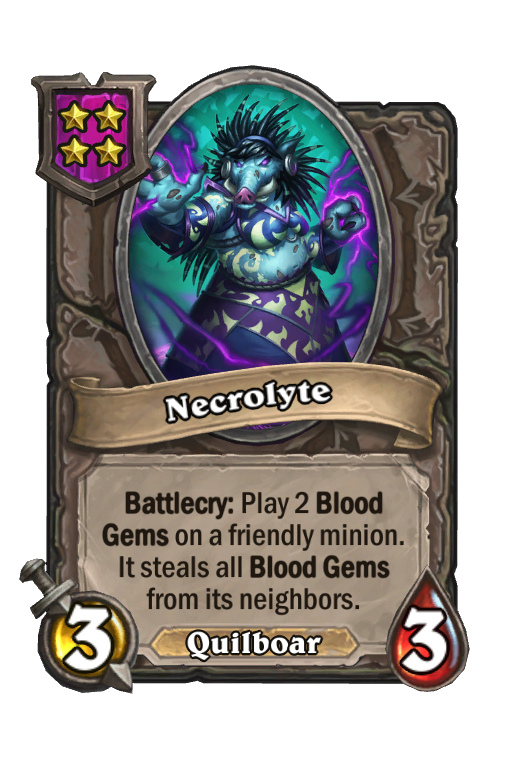 Necrolyte
Battlecry: Play 2 Blood
Gems on a friendly minion.
It steals all Blood Gems
from its neighbors.
3
Quilboar
3